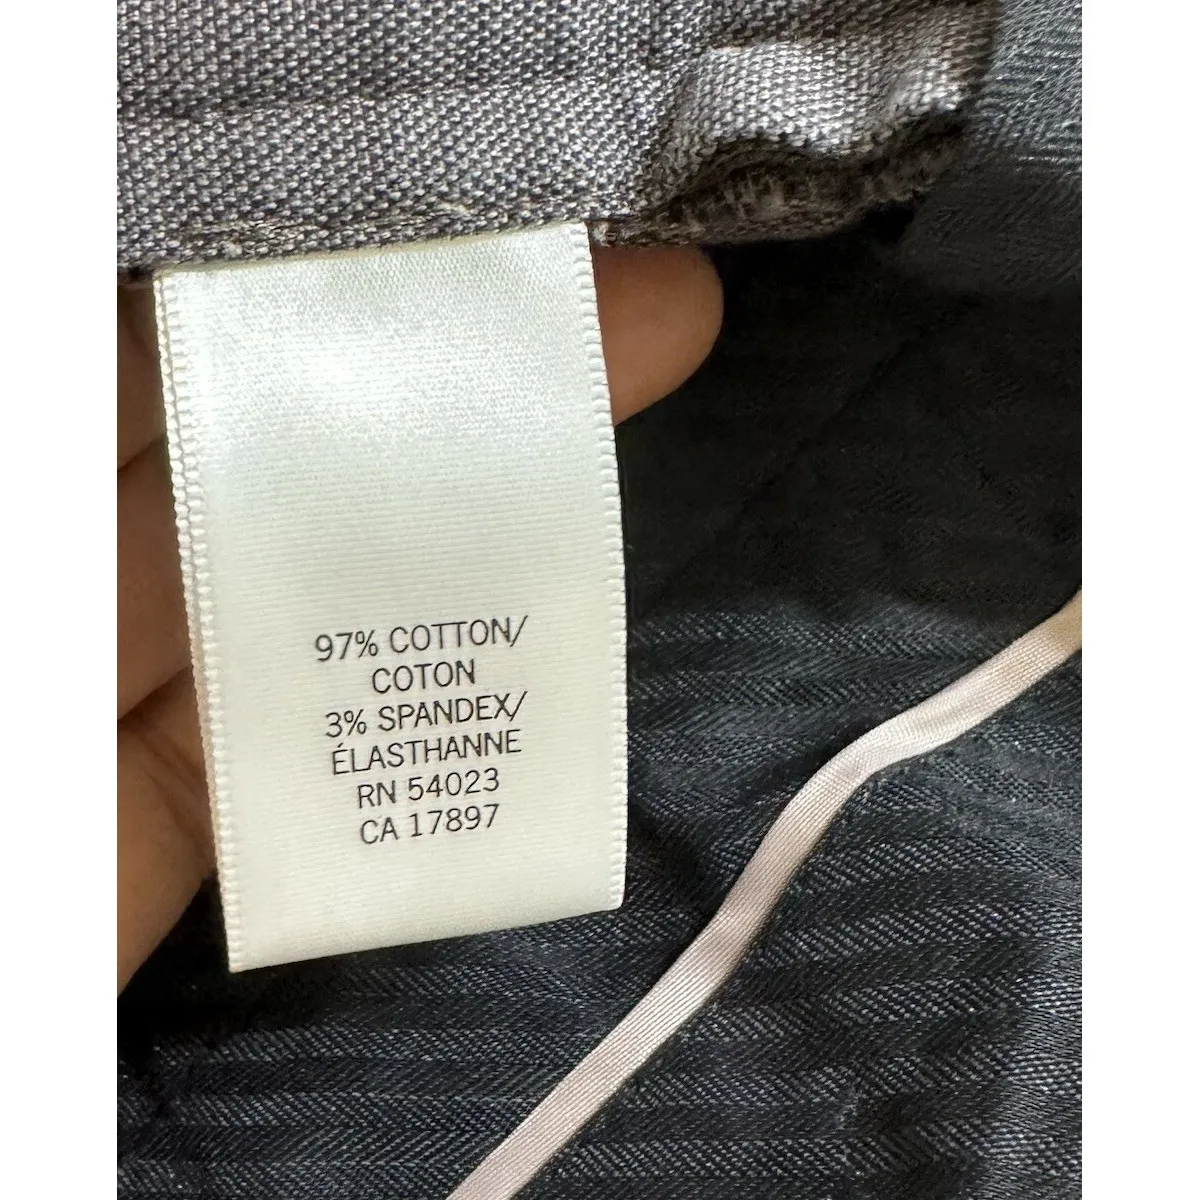 97% COTTON/
COTON
3% SPANDEX/
ÉLASTHANNE
RN 54023
CA 17897